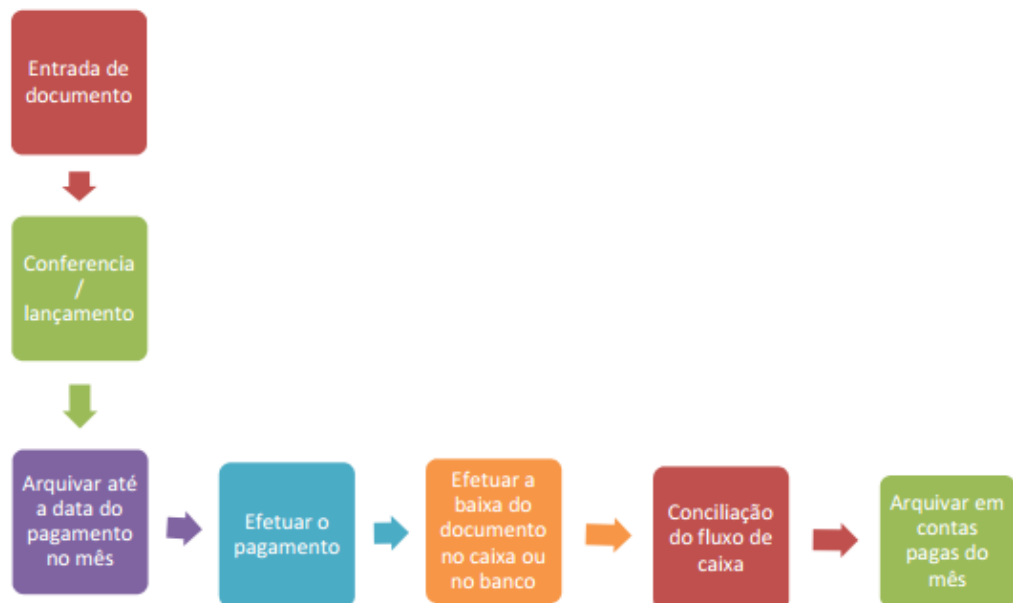 Entrada de
documento
Conferencia
/
lançamento
Arquivar até
a data do
pagamento
no mês
Efetuar o
pagamento
Efetuar a
baixa do
documento
no caixa ou
no banco
Conciliação
do fluxo de
caixa
Arquivar em
contas
pagas do
mês